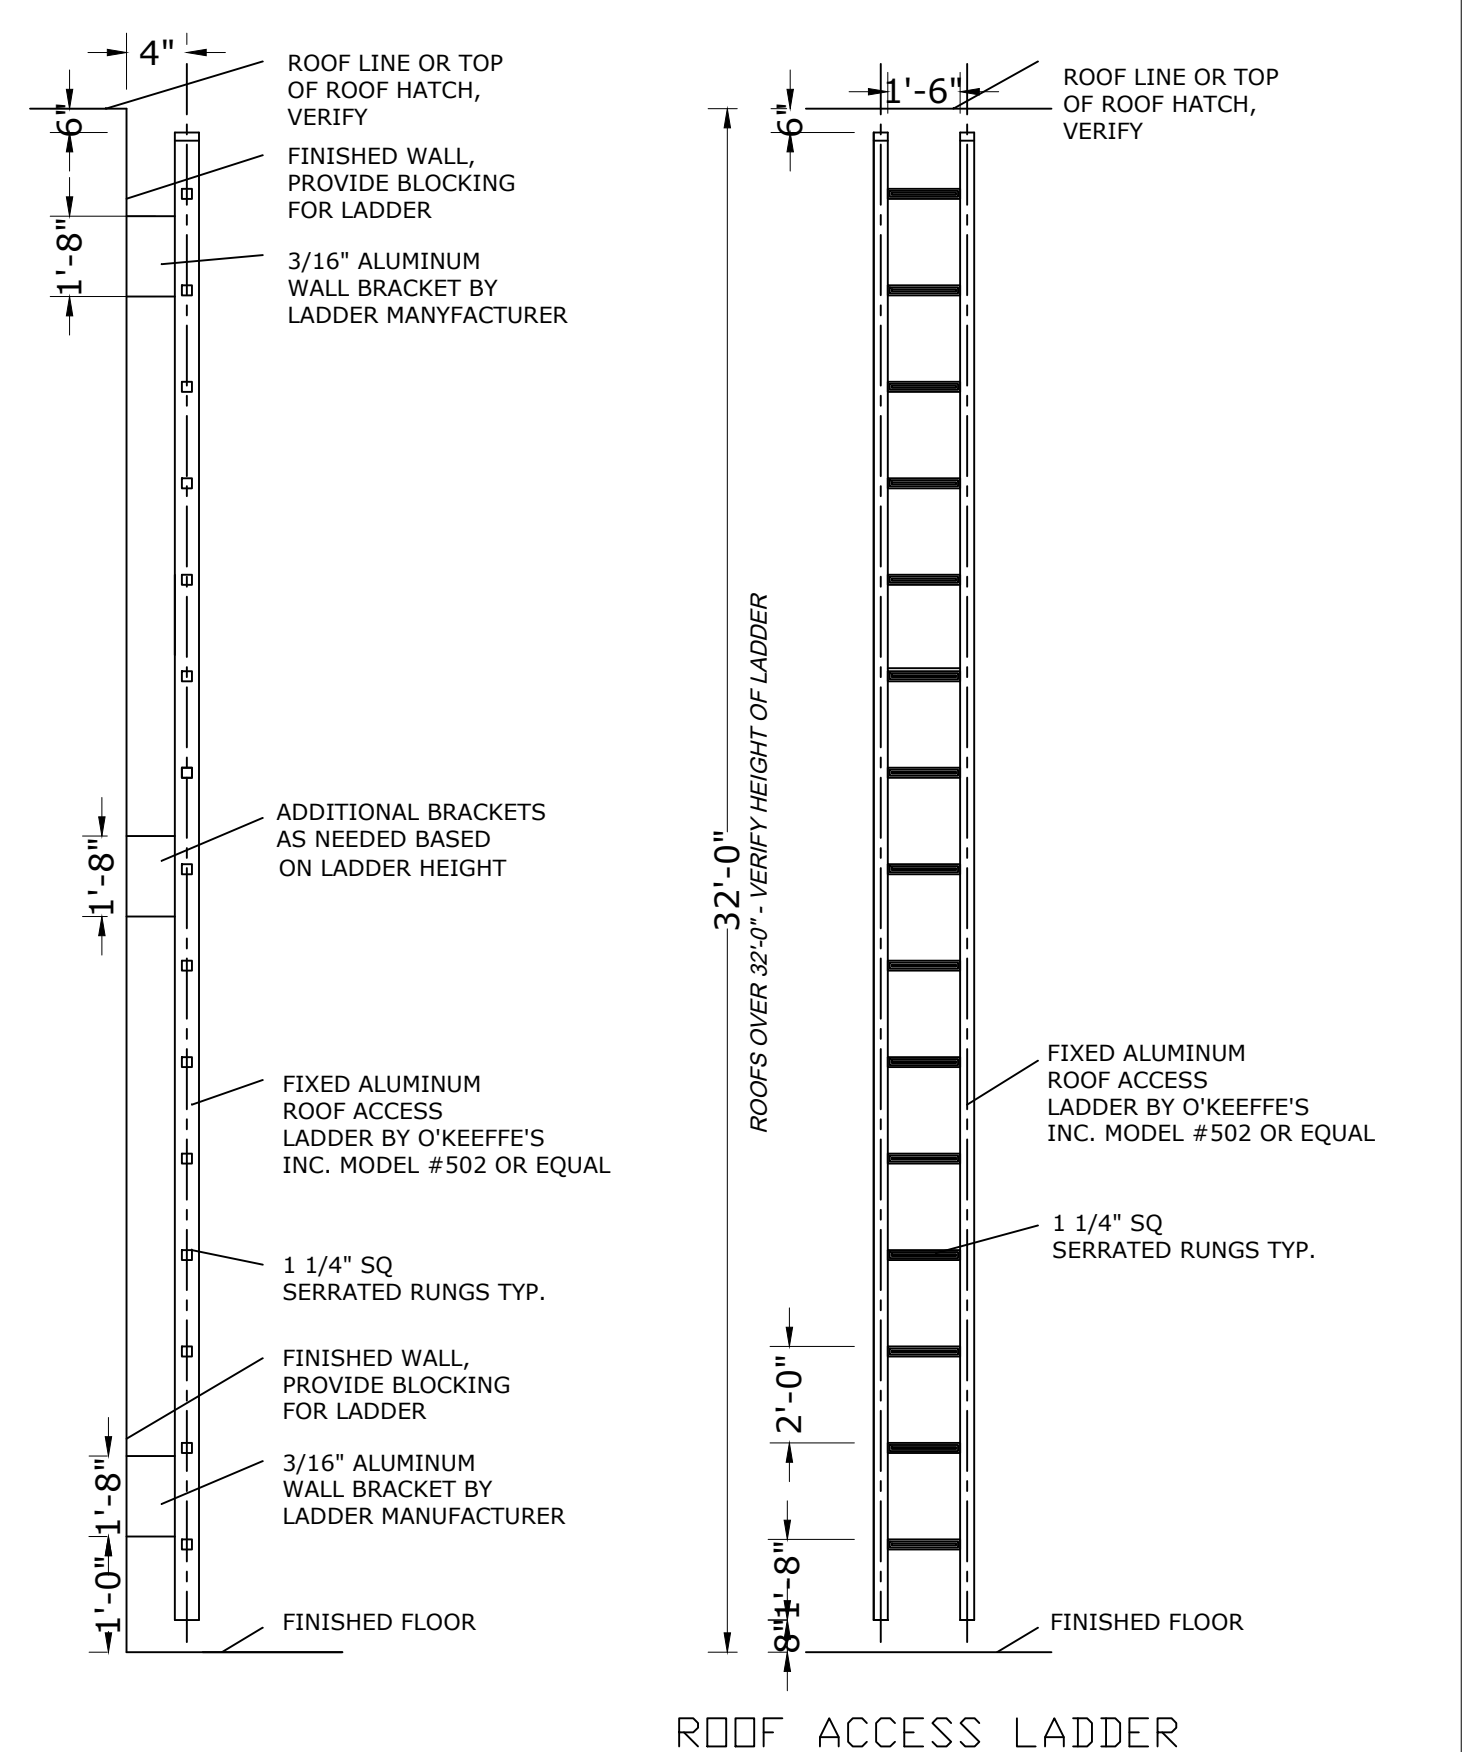 4"
ROOF LINE OR TOP
OF ROOF HATCH,
VERIFY
6"
FINISHED WALL,
PROVIDE BLOCKING
FOR LADDER
1'-8"
3/16" ALUMINUM
WALL BRACKET BY
LADDER MANYFACTURER
ADDITIONAL BRACKETS
AS NEEDED BASED
ON LADDER HEIGHT
1'-8"
FIXED ALUMINUM
ROOF ACCESS
LADDER BY O'KEEFFE'S
INC. MODEL #502 OR EQUAL
1 1/4" SQ
SERRATED RUNGS TYP.
FINISHED WALL,
PROVIDE BLOCKING
FOR LADDER
1'-8"
3/16" ALUMINUM
WALL BRACKET BY
LADDER MANUFACTURER
1'-0"
FINISHED FLOOR
1'-6"
ROOF LINE OR TOP
OF ROOF HATCH,
VERIFY
6"
32'-0"
ROOFS OVER 32'-0" - VERIFY HEIGHT OF LADDER
FIXED ALUMINUM
ROOF ACCESS
LADDER BY O'KEEFFE'S
INC. MODEL #502 OR EQUAL
1 1/4" SQ
SERRATED RUNGS TYP.
2'-0"
1'-8"
8"
FINISHED FLOOR
ROOF ACCESS LADDER